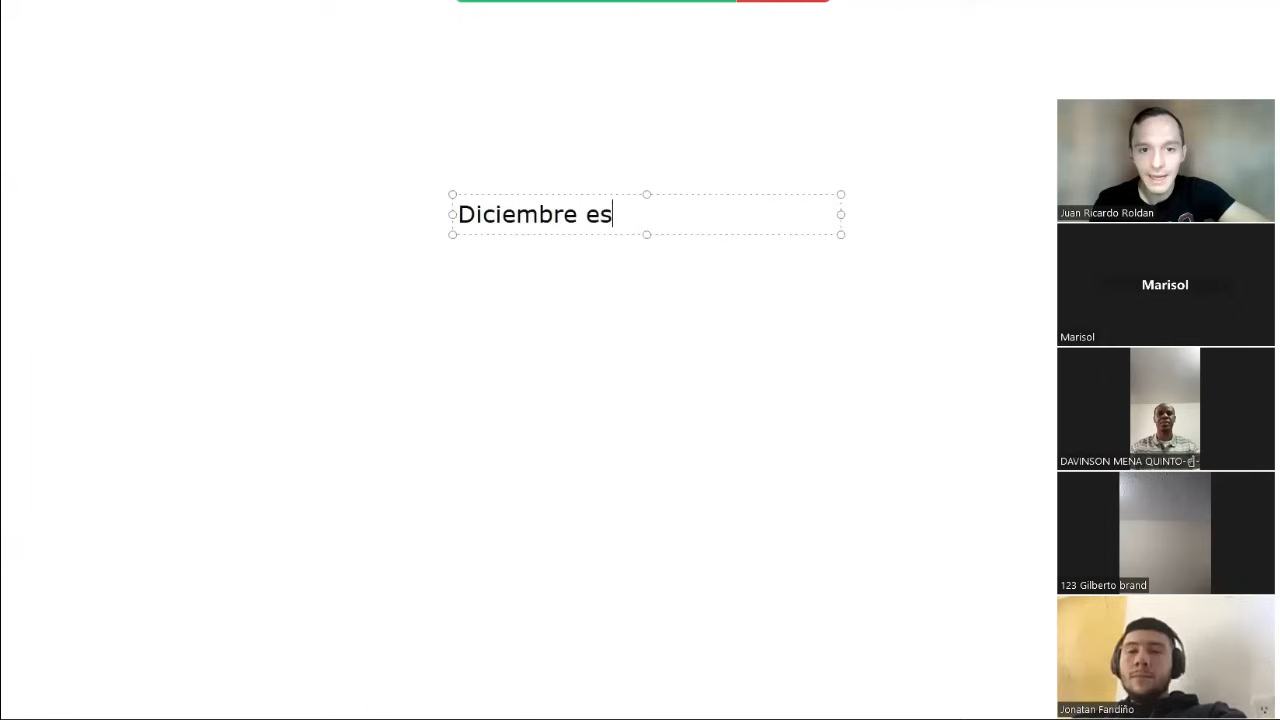 Diciembre es
Juan Ricardo Roldan
Marisol
Marisol
DAVINSON MENA QUINTO-
123 Gilberto brand
Jonatan Fandiño